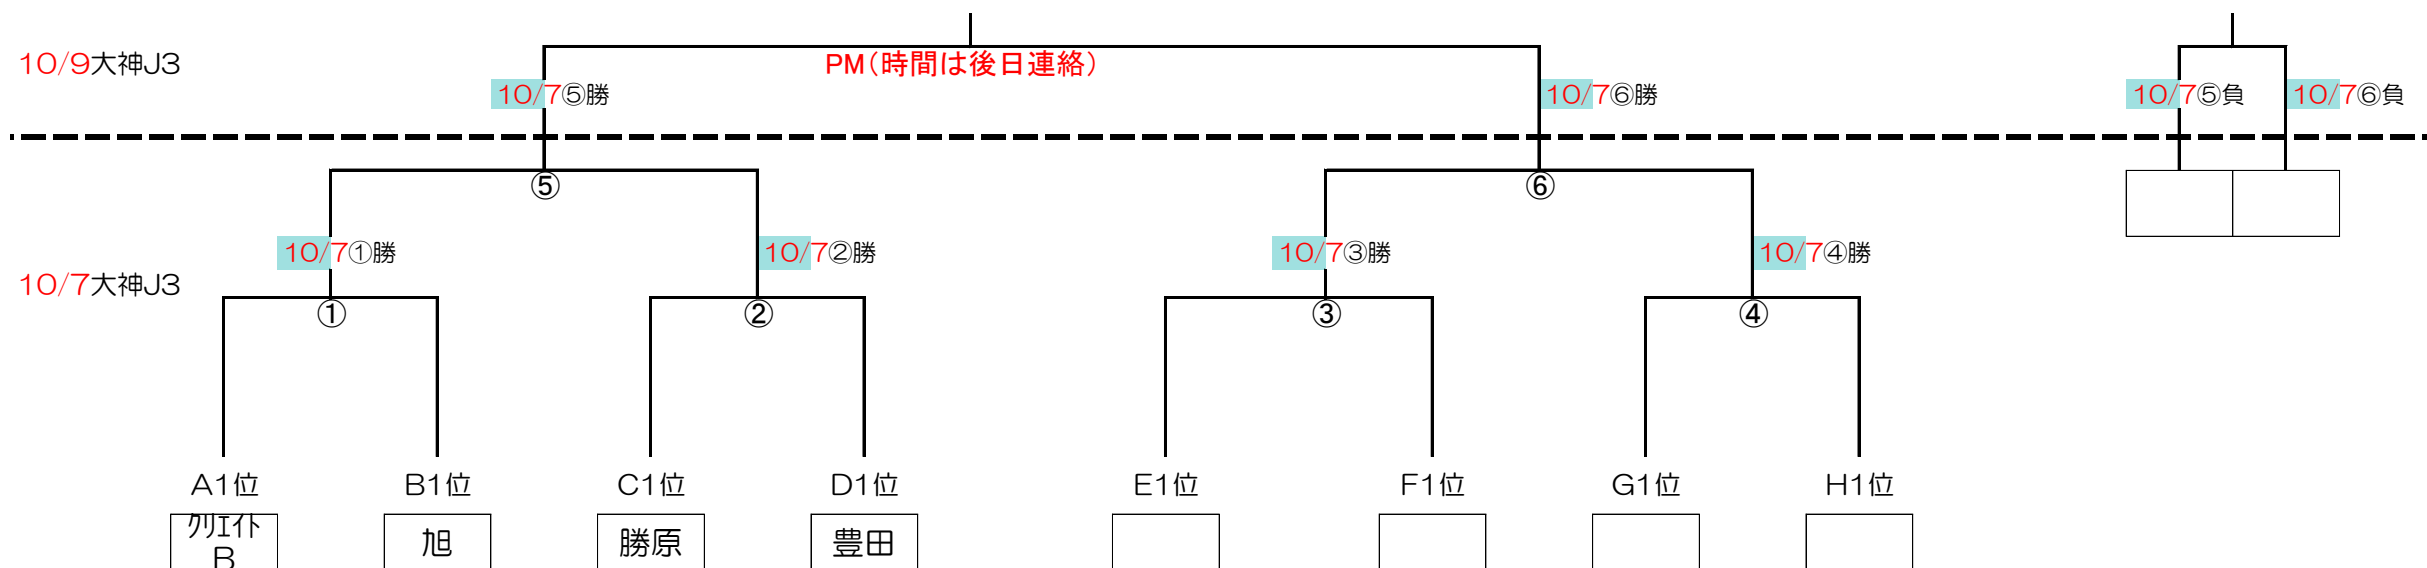 10/9大神J3
PM(時間は後日連絡)
10/7⑤勝
10/7⑥勝
10/7⑤負
10/7⑥負
⑤
⑥
10/7①勝
10/7②勝
10/7③勝
10/7④勝
10/7大神J3
①
②
③
④
A1位
B1位
C1位
D1位
E1位
F1位
G1位
H1位
ｸﾘｴｲﾄ
B
旭
勝原
豊田